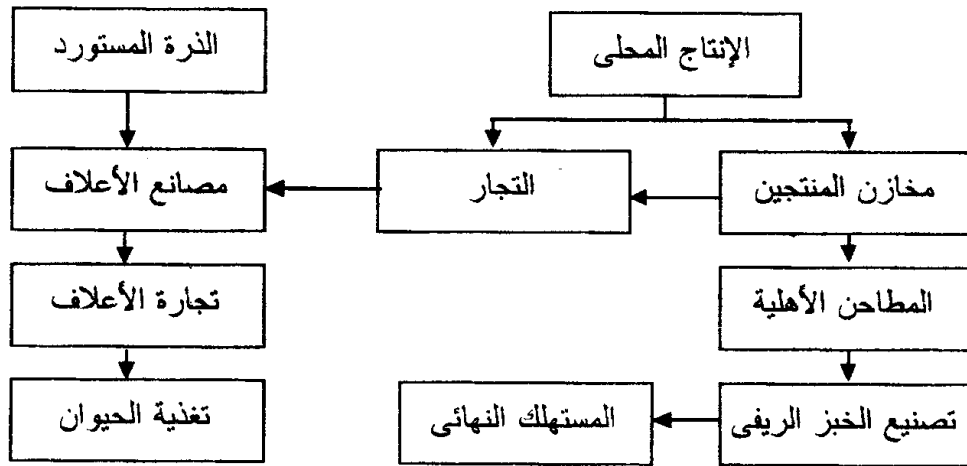 الإنتاج المحلى
الذرة المستورد
مخازن المنتجين
التجار
مصانع الأعلاف
المطاحن الأهلية
تجارة الأعلاف
تصنيع الخبز الريفى
المستهلك النهائى
تغذية الحيوان